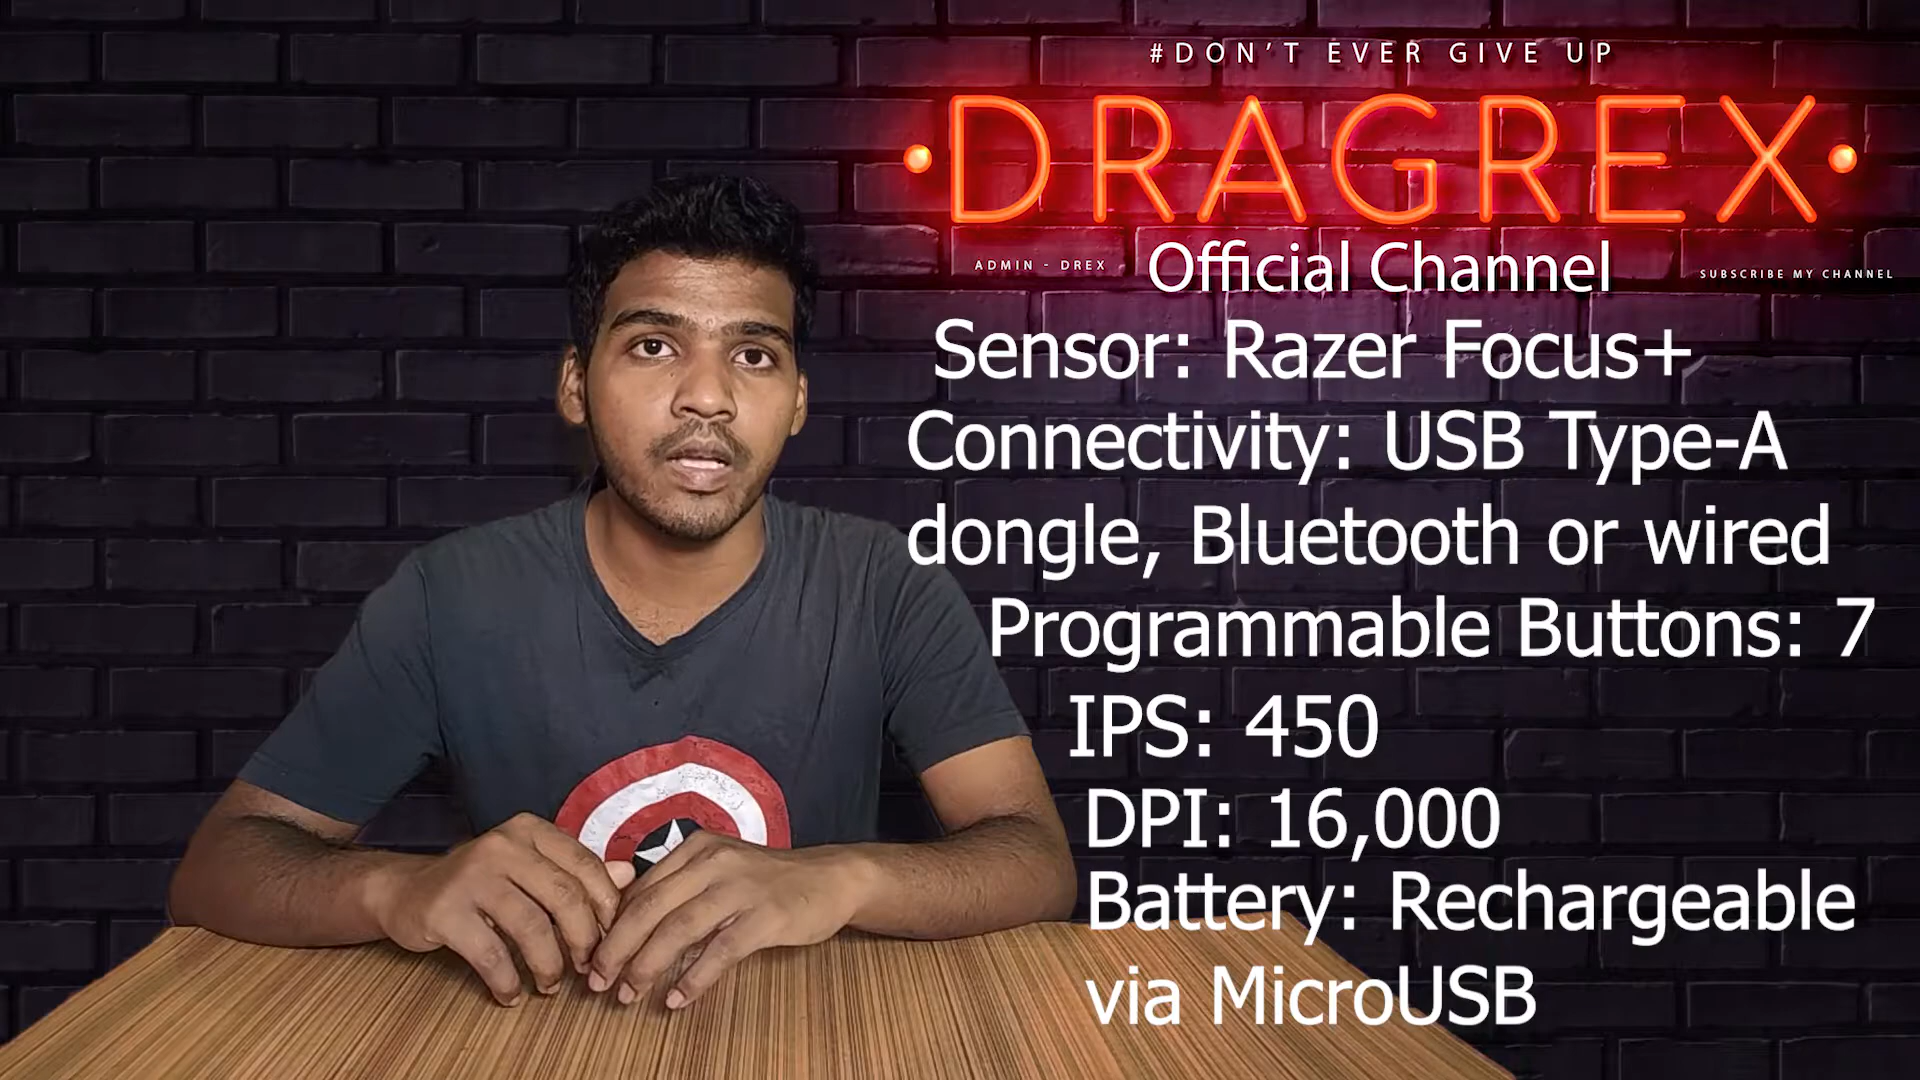 #DON'T EVER GIVE UP
•DRAGREX•
ADMIN - DREX
Official Channel
SUBSCRIBE MY CHANNEL
Sensor: Razer Focus+
Connectivity: USB Type-A
dongle, Bluetooth or wired
Programmable Buttons: 7
IPS: 450
DPI: 16,000
Battery: Rechargeable
via MicroUSB